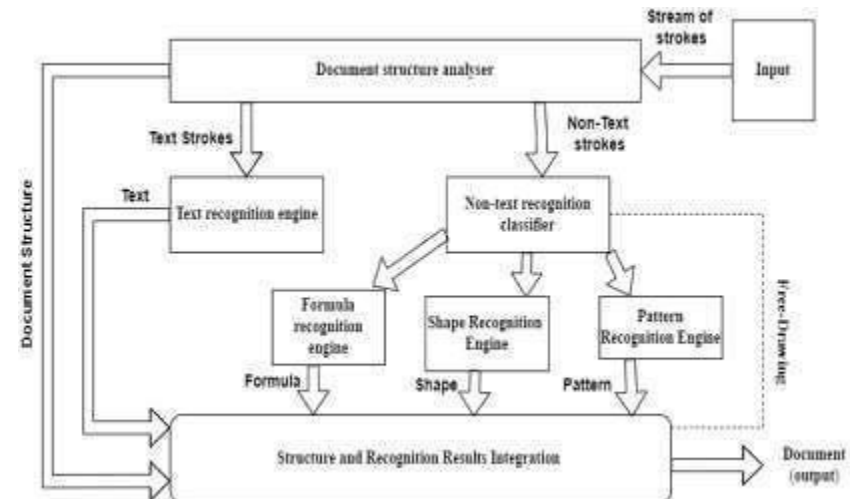 Stream of
strokes
Input
Document structure analyser
Text Strokes
Non-Text
strokes
Document Structure
Text
Text recognition engine
Non-text recognition
classifier
Free-Drawing
Formula
recognition
engine
Shape Recognition
Engine
Pattern
Recognition Engine
Formula
Shape
Pattern
Structure and Recognition Results Integration
Document
(output)